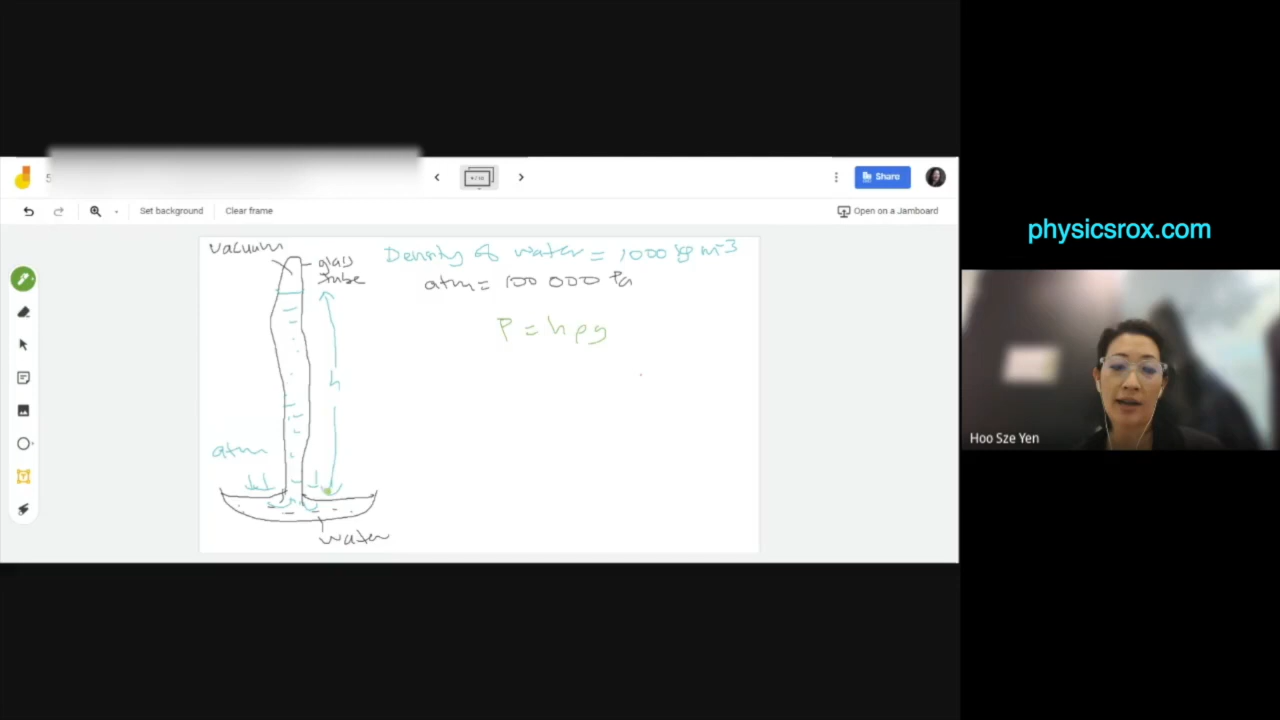 Set background
Clear frame
Share
Open on a Jamboard
vacuum
glass
tube
Density of water = 1000 kg m-3
atm = 100 000 Pa
P = hρg
h
atm
water
physicsrox.com
Hoo Sze Yen